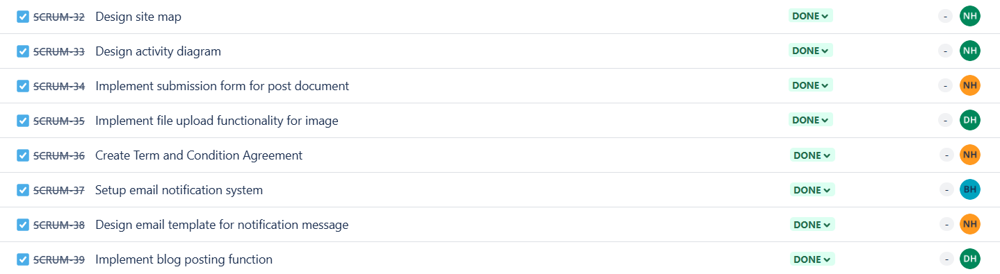 SCRUM-32 Design site map DONE - NH
SCRUM-33 Design activity diagram DONE - NH
SCRUM-34 Implement submission form for post document DONE - NH
SCRUM-35 Implement file upload functionality for image DONE - DH
SCRUM-36 Create Term and Condition Agreement DONE - NH
SCRUM-37 Setup email notification system DONE - BH
SCRUM-38 Design email template for notification message DONE - NH
SCRUM-39 Implement blog posting function DONE - DH